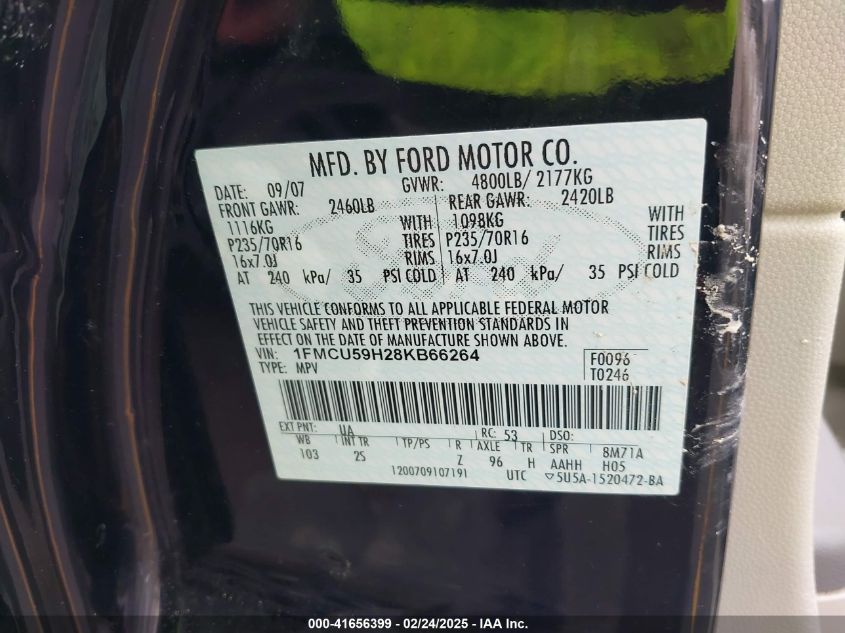 MFD. BY FORD MOTOR CO.
DATE: 09/07 GVWR: 4800LB/ 2177KG
FRONT GAWR: 2460LB REAR GAWR: 2420LB
1116KG WITH 1098KG WITH
P235/70R16 TIRES P235/70R16 TIRES
16x7.0J RIMS 16x7.0J RIMS
AT 240 kPa/ 35 PSI COLD AT 240 kPa/ 35 PSI COLD
THIS VEHICLE CONFORMS TO ALL APPLICABLE FEDERAL MOTOR
VEHICLE SAFETY AND THEFT PREVENTION STANDARDS IN
EFFECT ON THE DATE OF MANUFACTURE SHOWN ABOVE.
VIN: 1FMCU59H28KB66264 F0096
TYPE: MPV T0246
EXT PNT: UA RC: 53 DSO:
WB INT TR TP/PS R AXLE TR SPR 8M71A
103 2S Z 96 H AAHH H05
1200709107191 UTC ▽5U5A-1520472-BA
000-41656399 - 02/24/2025 - IAA Inc.